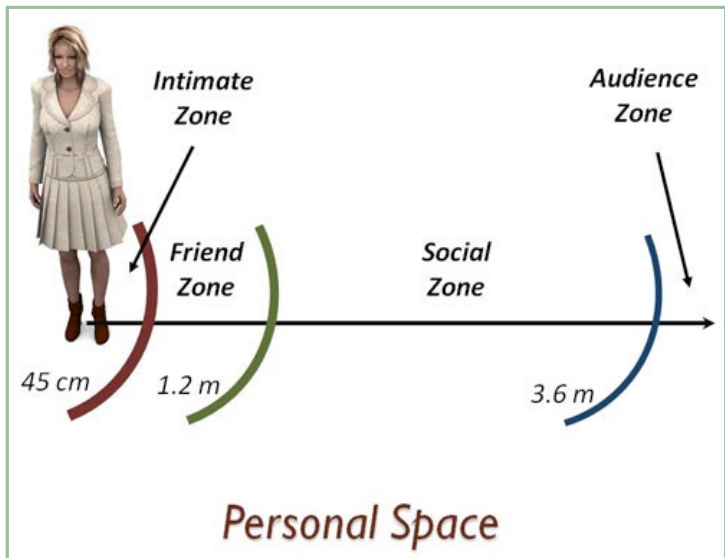 Intimate
Zone
Audience
Zone
Friend
Zone
Social
Zone
45 cm
1.2 m
3.6 m
Personal Space